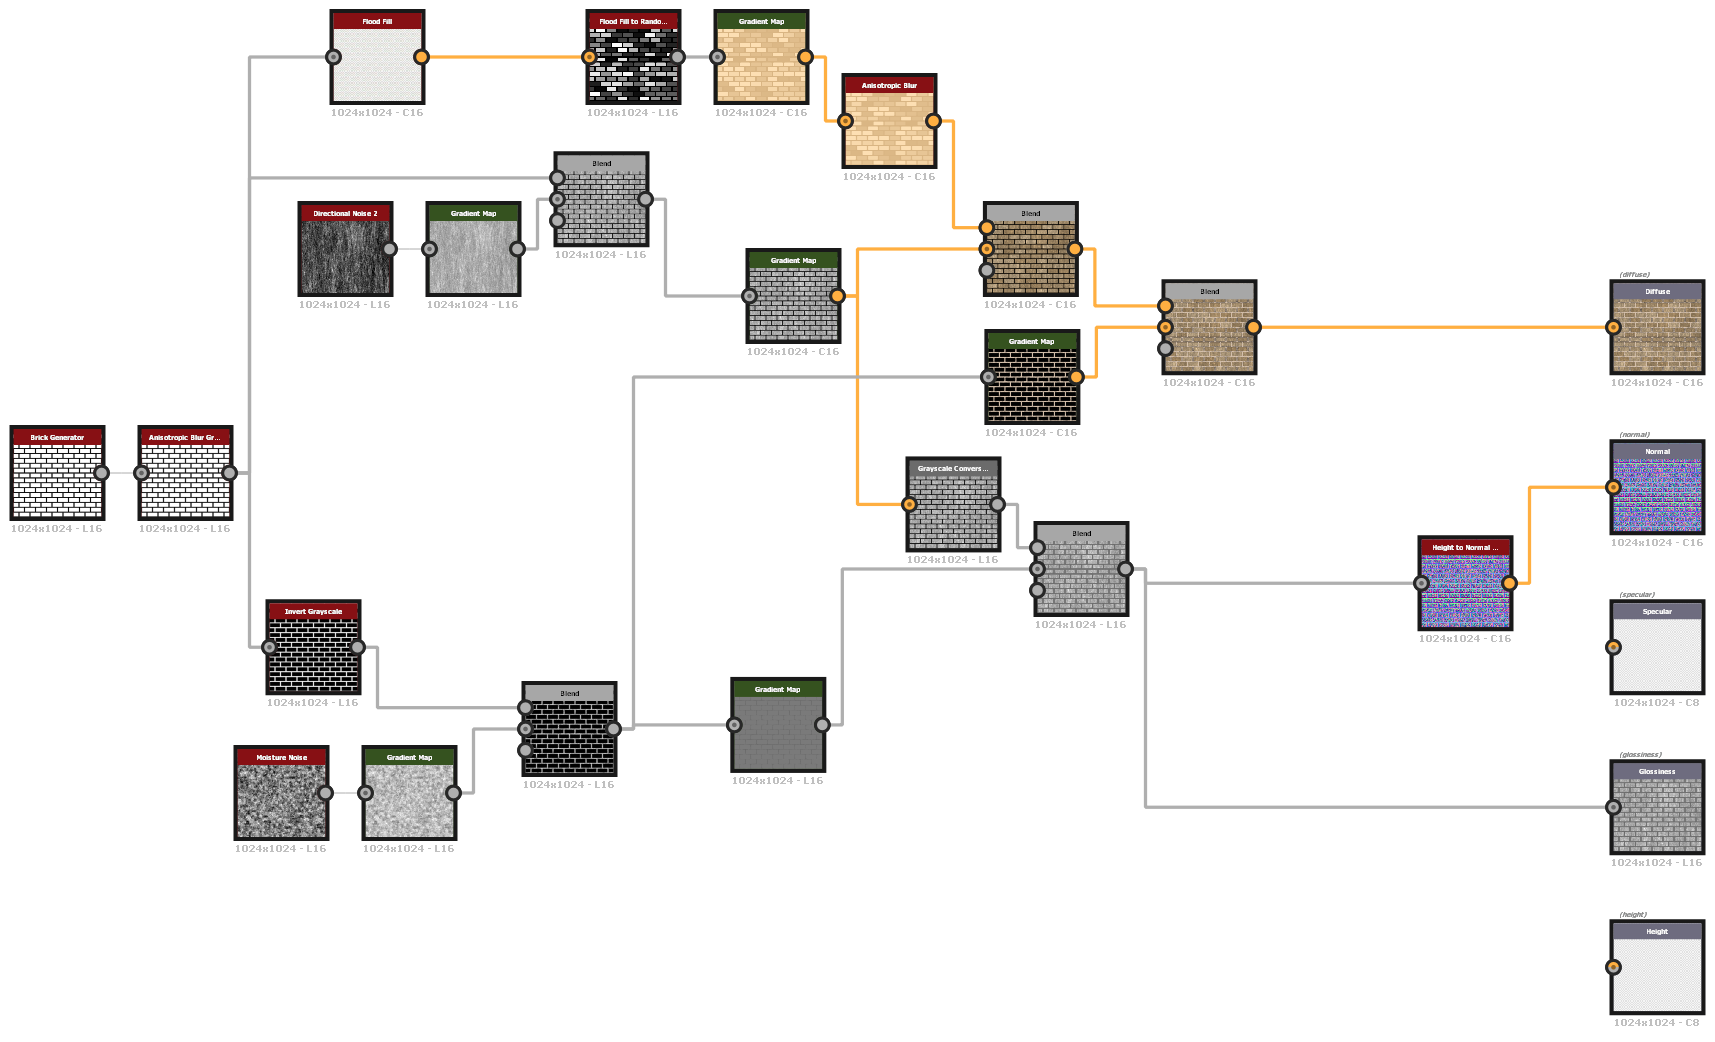 Flood Fill
1024x1024 - C16
Flood Fill to Rando...
1024x1024 - L16
Gradient Map
1024x1024 - C16
Anisotropic Blur
1024x1024 - C16
Blend
1024x1024 - L16
Directional Noise 2
1024x1024 - L16
Gradient Map
1024x1024 - L16
Gradient Map
1024x1024 - C16
Blend
1024x1024 - C16
Blend
1024x1024 - C16
(diffuse)
Diffuse
1024x1024 - C16
Gradient Map
1024x1024 - C16
Brick Generator
1024x1024 - L16
Anisotropic Blur Gr...
1024x1024 - L16
Grayscale Convers...
1024x1024 - L16
(normal)
Normal
1024x1024 - C16
Blend
1024x1024 - L16
Height to Normal ...
1024x1024 - C16
Invert Grayscale
1024x1024 - L16
(specular)
Specular
1024x1024 - C8
Blend
1024x1024 - L16
Gradient Map
1024x1024 - L16
Moisture Noise
1024x1024 - L16
Gradient Map
1024x1024 - L16
(glossiness)
Glossiness
1024x1024 - L16
(height)
Height
1024x1024 - C8